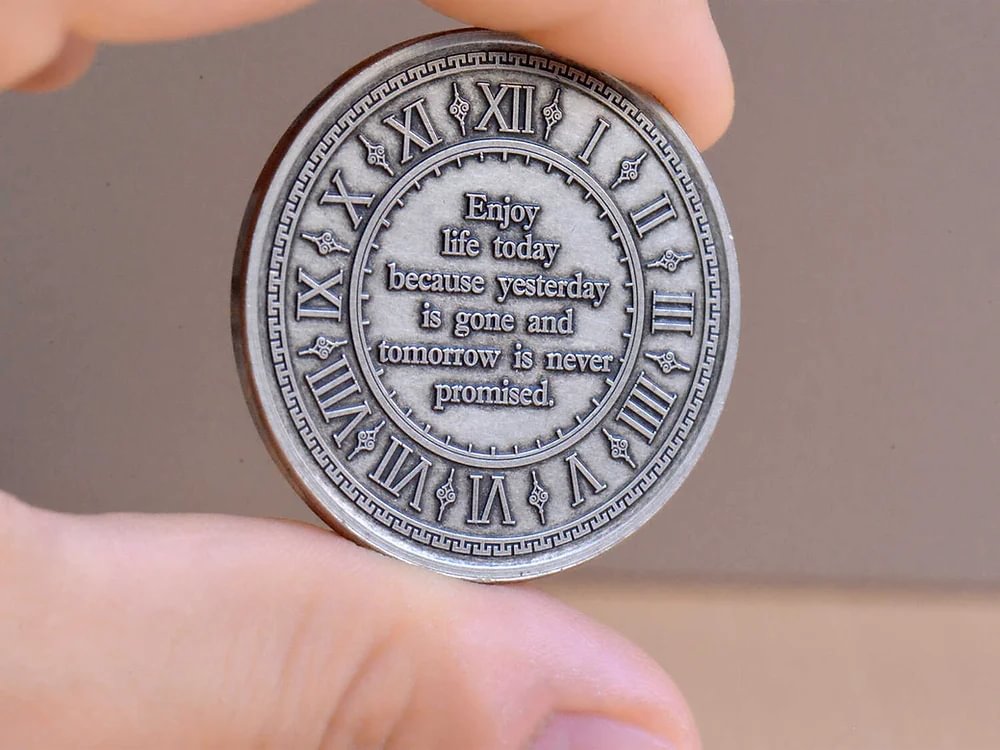 XII
I
II
III
IIII
V
VI
VII
VIII
IX
X
XI
Enjoy
life today
because yesterday
is gone and
tomorrow is never
promised.